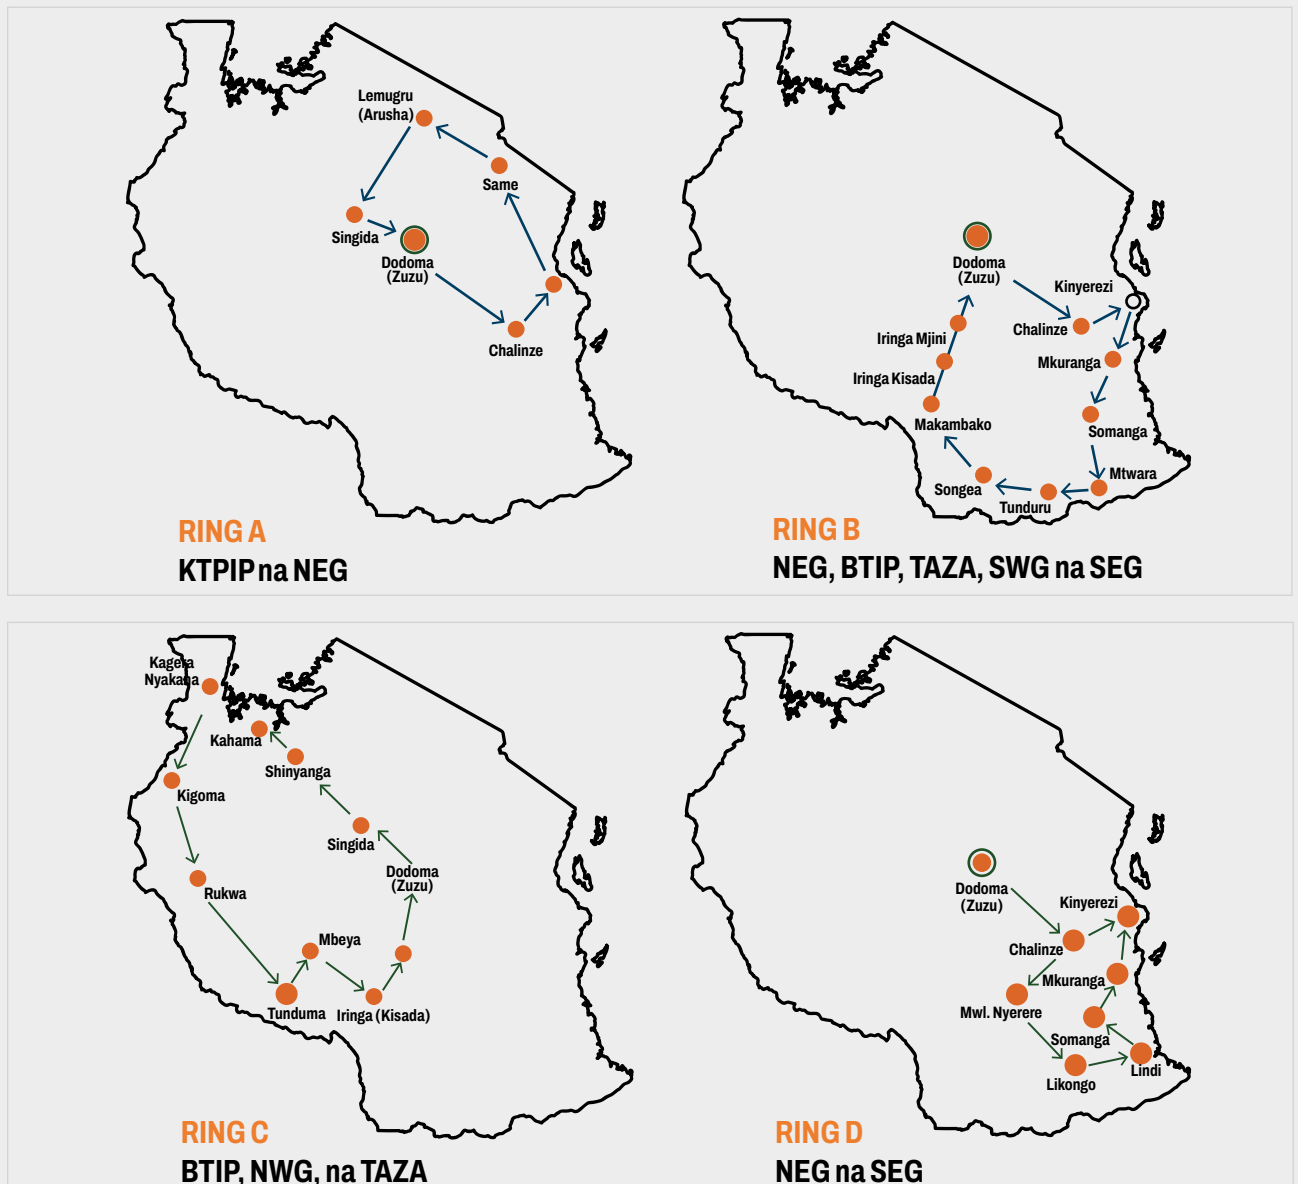 Lemugru
(Arusha)
Same
Singida
Dodoma
(Zuzu)
Chalinze
RING A
KTPIP na NEG
Dodoma
(Zuzu)
Kinyerezi
Chalinze
Iringa Mjini
Mkuranga
Iringa Kisada
Makambako
Somanga
Mtwara
Songea
Tunduru
RING B
NEG, BTIP, TAZA, SWG na SEG
Kagera
Nyakana
Kahama
Shinyanga
Kigoma
Singida
Dodoma
(Zuzu)
Rukwa
Mbeya
Tunduma
Iringa (Kisada)
RING C
BTIP, NWG, na TAZA
Dodoma
(Zuzu)
Kinyerezi
Chalinze
Mkuranga
Mwl. Nyerere
Somanga
Lindi
Likongo
RING D
NEG na SEG